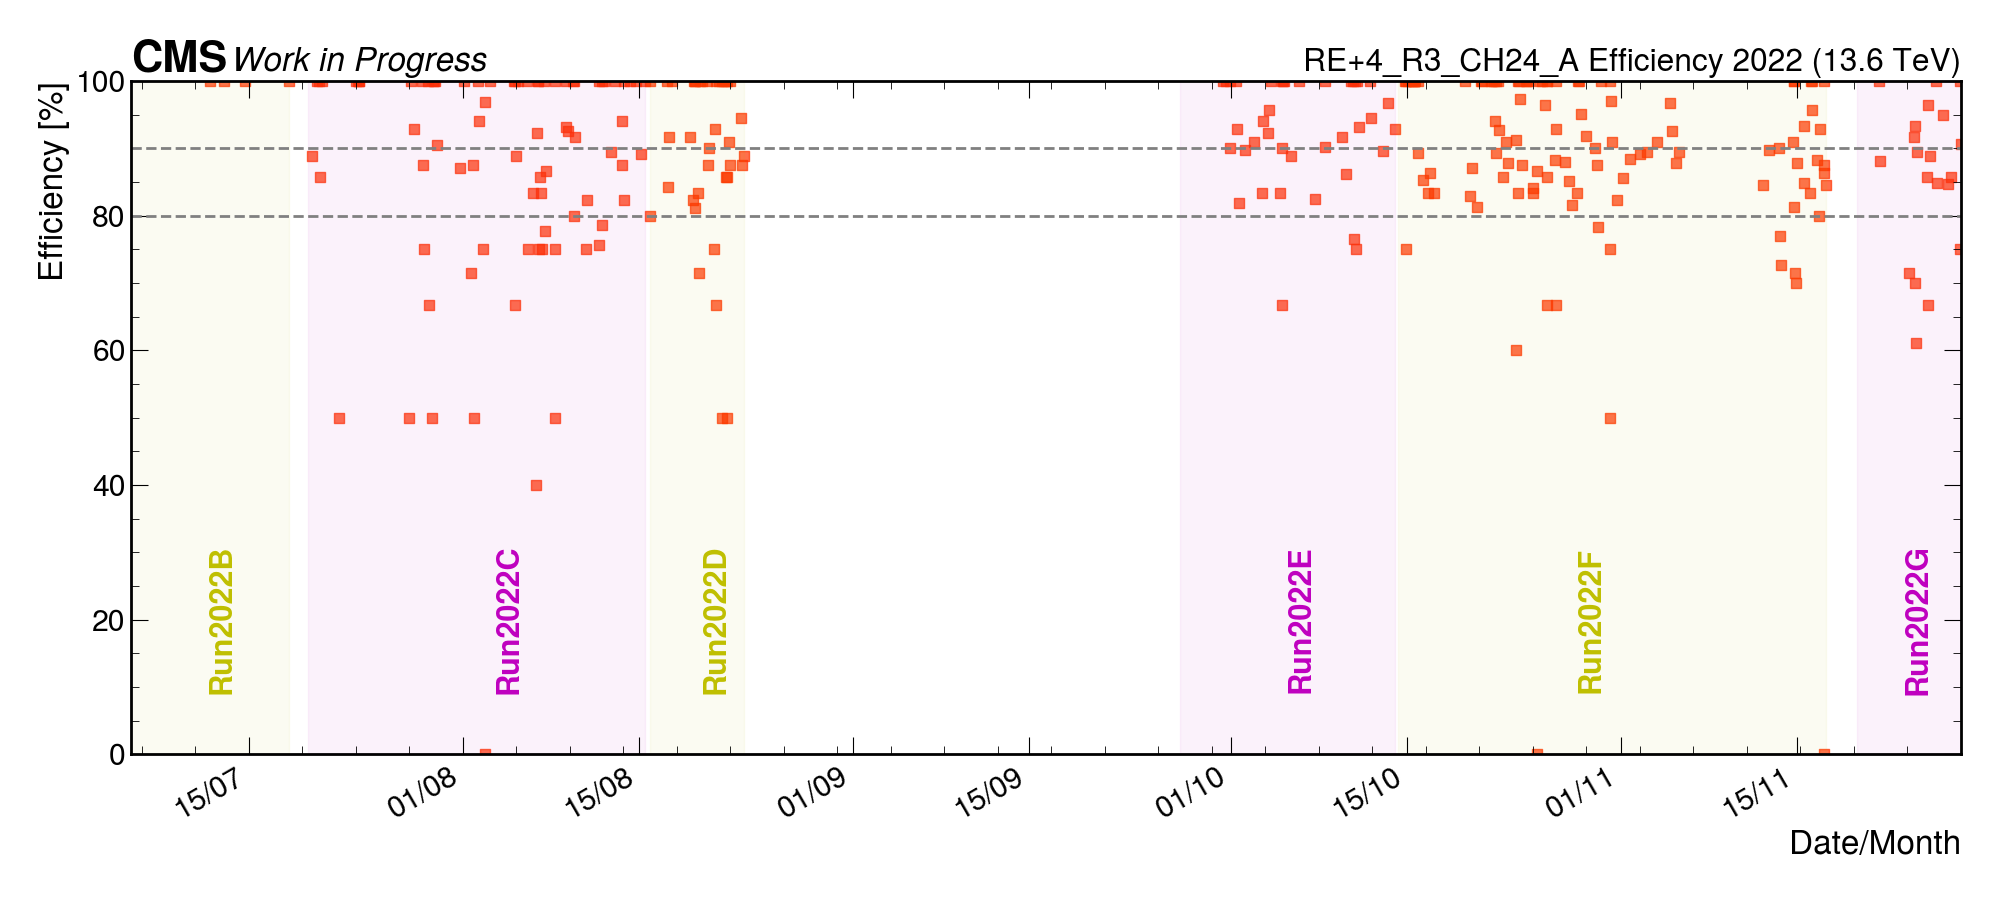 CMS Work in Progress
RE+4_R3_CH24_A Efficiency 2022 (13.6 TeV)
Efficiency [%]
100
80
60
40
20
0
Run2022B
Run2022C
Run2022D
Run2022E
Run2022F
Run2022G
15/07
01/08
15/08
01/09
15/09
01/10
15/10
01/11
15/11
Date/Month